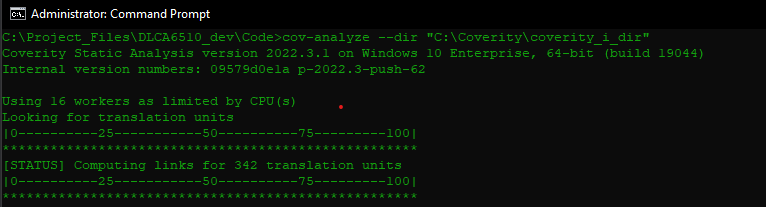 Administrator: Command Prompt
C:\Project_Files\DLCA6510_dev\Code>cov-analyze --dir "C:\Coverity\coverity_i_dir"
Coverity Static Analysis version 2022.3.1 on Windows 10 Enterprise, 64-bit (build 19044)
Internal version numbers: 09579d0e1a p-2022.3-push-62
Using 16 workers as limited by CPU(s)
Looking for translation units
|0----------25-----------50----------75---------100|
****************************************************
[STATUS] Computing links for 342 translation units
|0----------25-----------50----------75---------100|
****************************************************